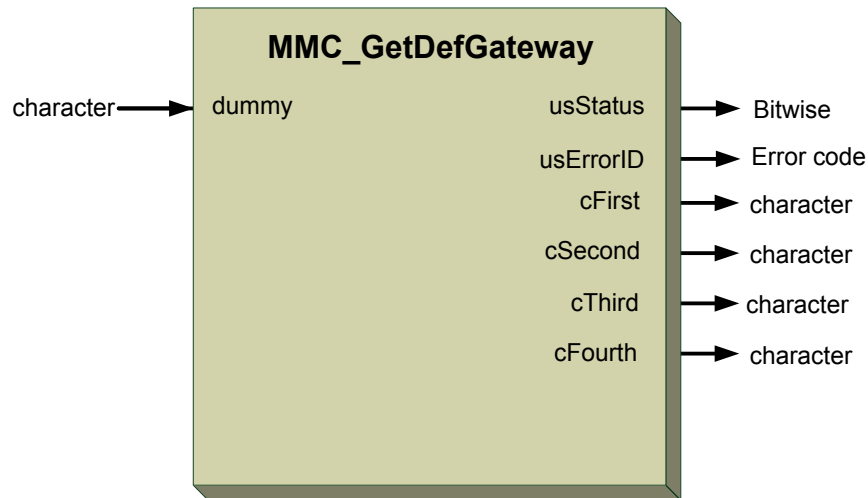 MMC_GetDefGateway
character dummy usStatus Bitwise
usErrorID Error code
cFirst character
cSecond character
cThird character
cFourth character